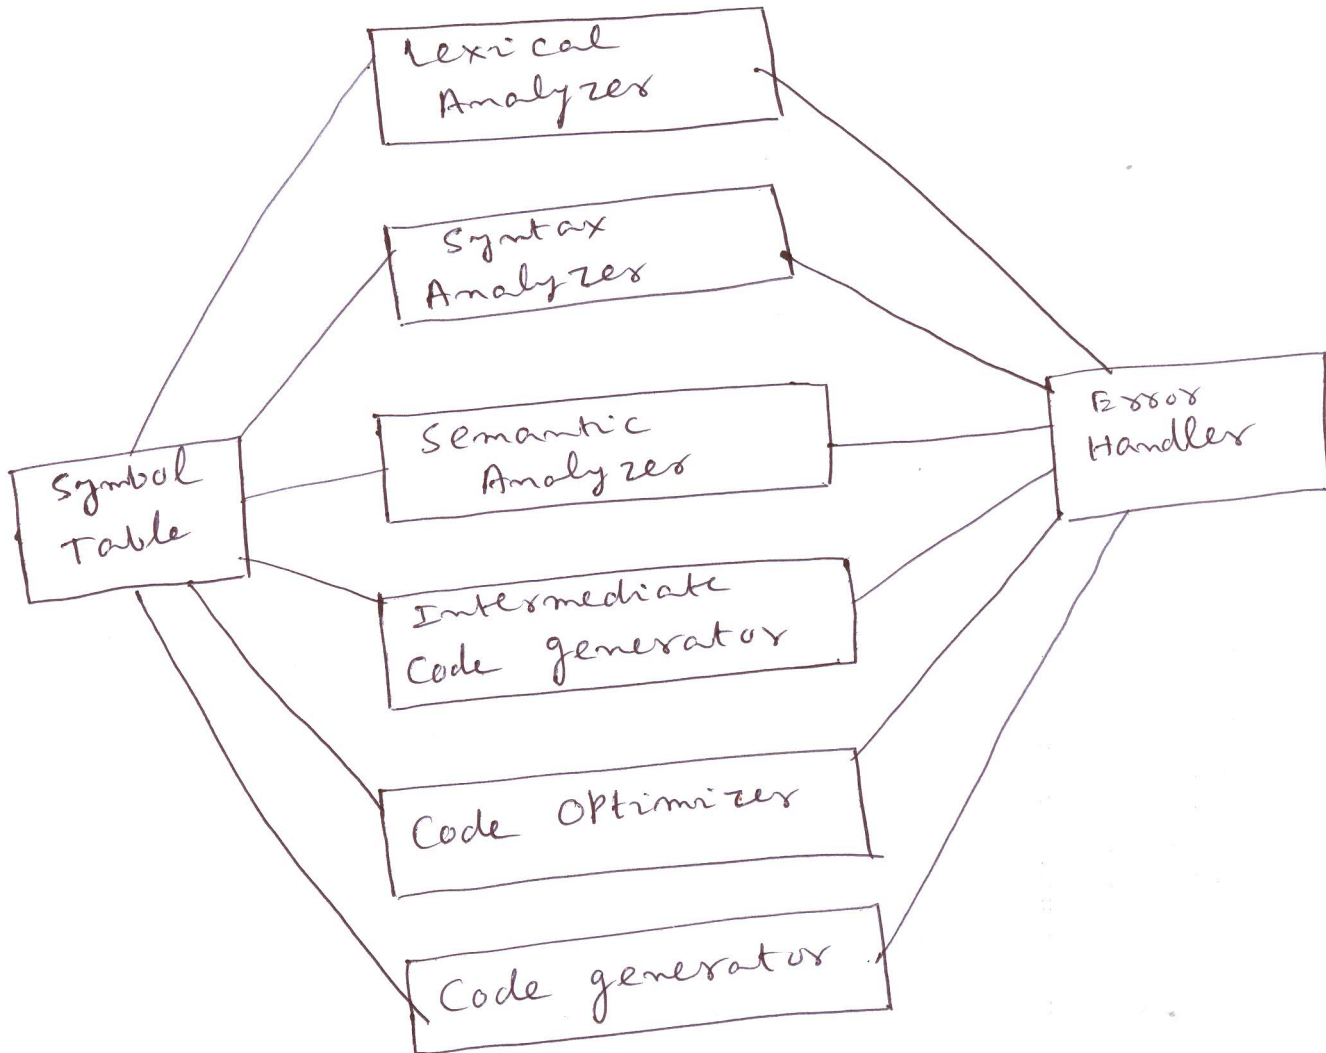 Lexical
Analyzer
Syntax
Analyzer
Semantic
Analyzer
Symbol
Table
Error
Handler
Intermediate
Code generator
Code Optimizer
Code generator